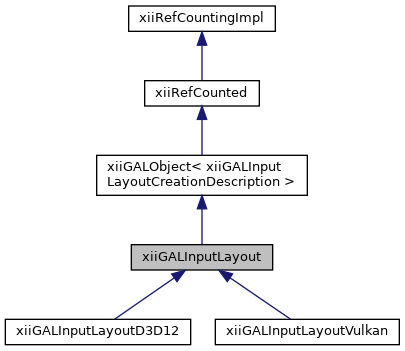 xiiRefCountingImpl
xiiRefCounted
xiiGALObject< xiiGALInput
LayoutCreationDescription >
xiiGALInputLayout
xiiGALInputLayoutD3D12
xiiGALInputLayoutVulkan